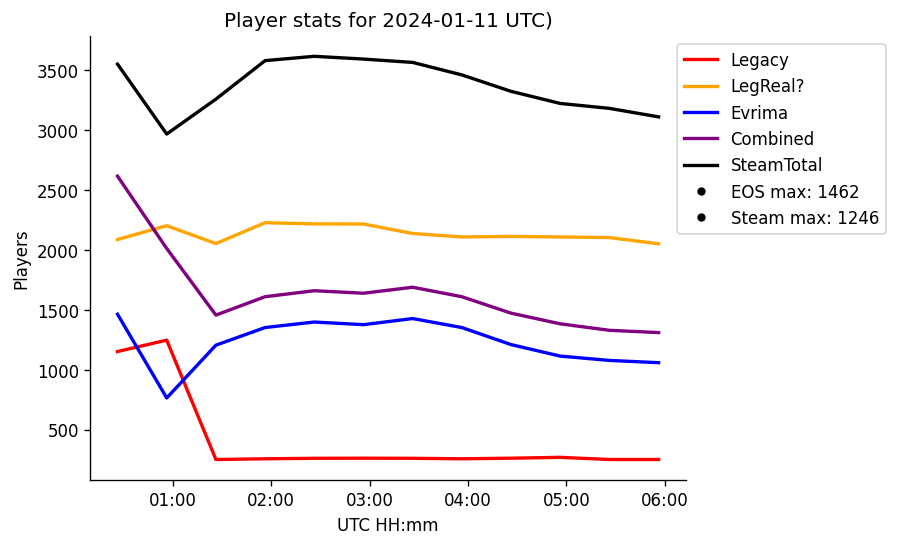 Player stats for 2024-01-11 UTC)
3500
3000
2500
2000
1500
1000
500
Players
01:00
02:00
03:00
04:00
05:00
06:00
UTC HH:mm
Legacy
LegReal?
Evrima
Combined
SteamTotal
EOS max: 1462
Steam max: 1246